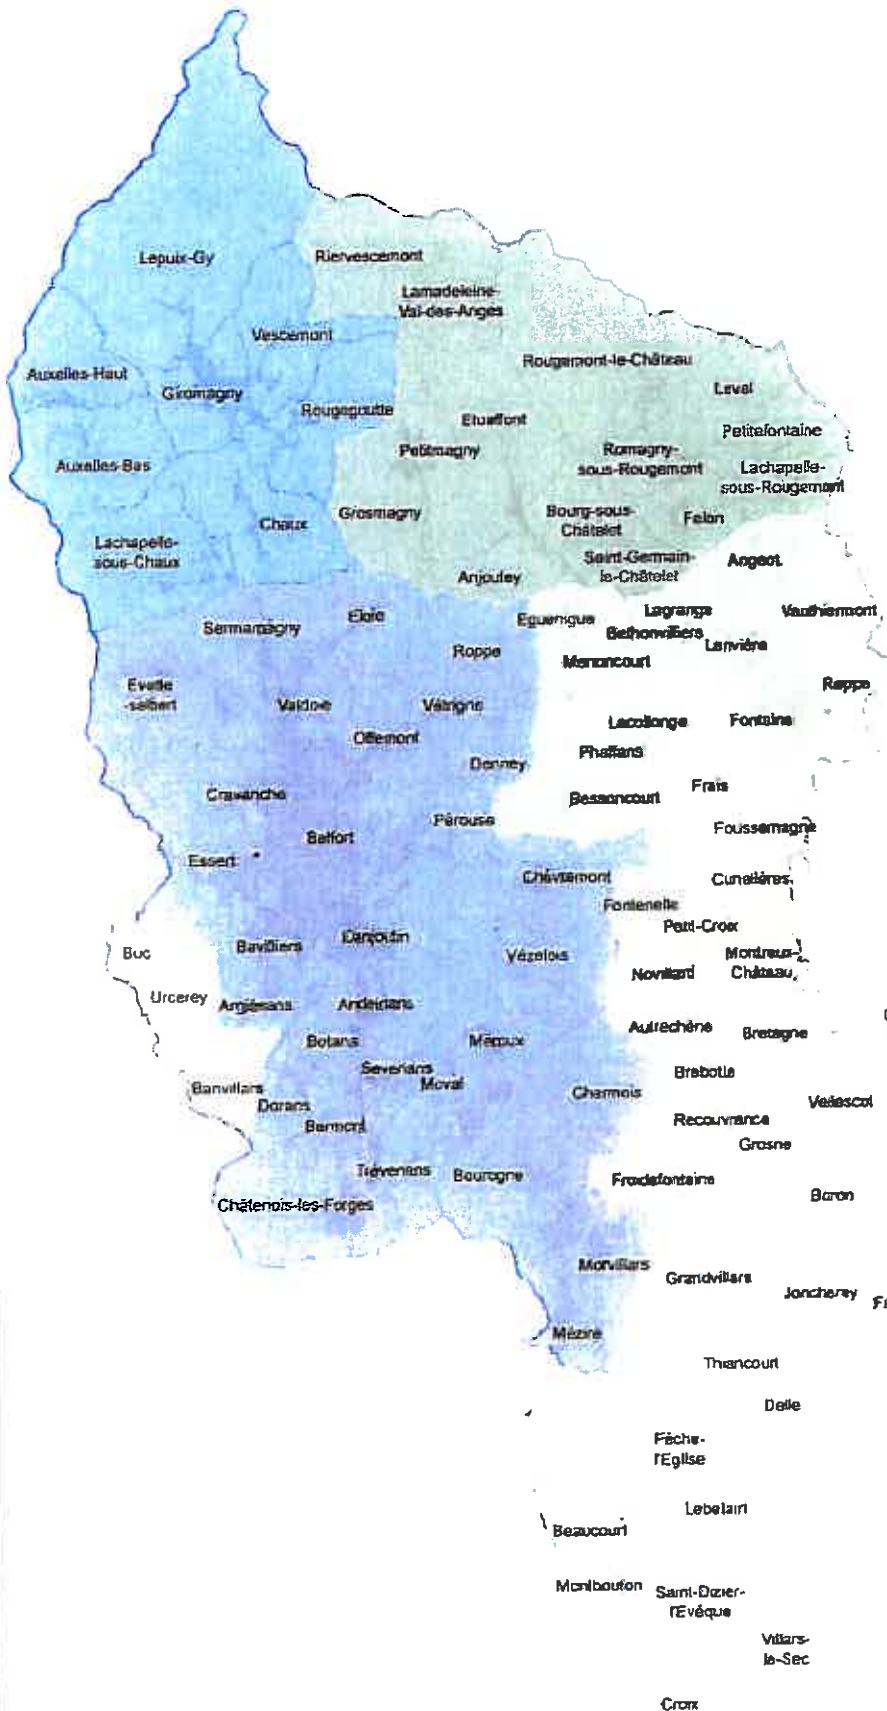 Lepuix-Gy
Riervescemont
Lamadeleine-
Val-des-Anges
Vescemont
Rougemont-le-Château
Auxelles-Haut
Giromagny
Leval
Rougegoutte
Etueffont
Petitefontaine
Petitmagny
Romagny-
sous-Rougemont
Auxelles-Bas
Lachapelle-
sous-Rougemont
Grosmagny
Bourg-sous-
Châtelet
Felon
Chaux
Lachapelle-
sous-Chaux
Saint-Germain-
le-Châtelet
Angeot
Anjoutey
Eloie
Eguenigue
Lagrange
Vauthiermont
Sermamagny
Bethonvilliers
Larivière
Roppe
Menoncourt
Evette
-salbert
Reppe
Valdoie
Vétrigne
Lacollonge
Fontaine
Offemont
Phaffans
Denney
Cravanche
Bessoncourt
Frais
Pérouse
Foussemagne
Belfort
Essert
Chèvremont
Cunelières
Fontenelle
Petit-Croix
Buc
Bavilliers
Danjoutin
Vézelois
Montreux-
Château
Novillard
Urcerey
Argiésans
Andelnans
Autrechêne
Bretagne
Botans
Meroux
Sevenans
Moval
Brebotte
Banvillars
Dorans
Charmois
Vellescot
Bermont
Recouvrance
Grosne
Trévenans
Bourogne
Froidefontaine
Châtenois-les-Forges
Boron
Morvillars
Grandvillars
Joncherey
Méziré
Thiancourt
Delle
Fêche-
l'Eglise
Lebetain
Beaucourt
Montbouton
Saint-Dizier-
l'Evêque
Villars-
le-Sec
Croix